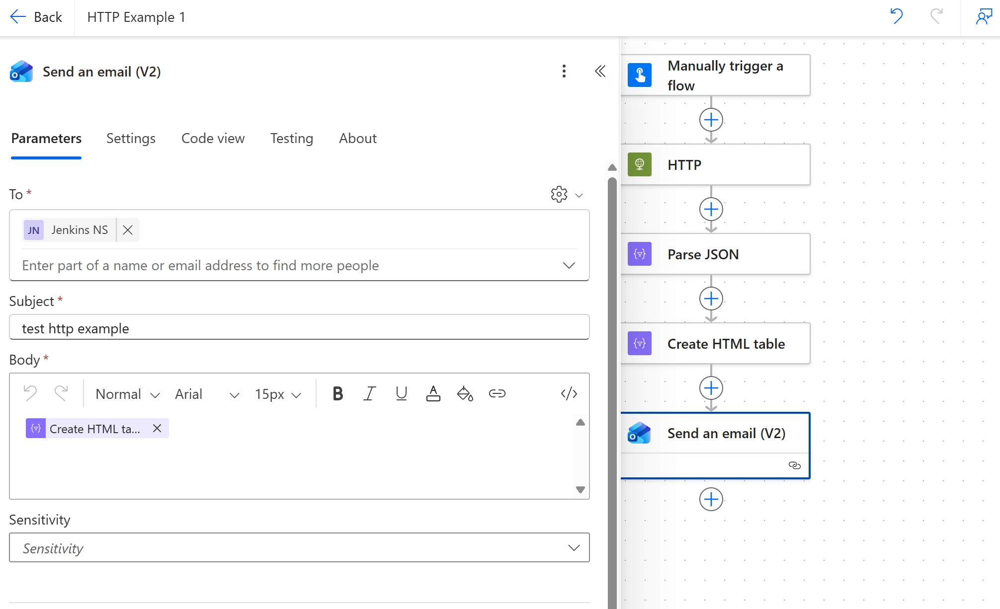 Back
HTTP Example 1
Send an email (V2)
Parameters
Settings
Code view
Testing
About
To *
JN
Jenkins NS
Enter part of a name or email address to find more people
Subject *
test http example
Body *
Normal
Arial
15px
B
I
U
A
</>
Create HTML ta...
Sensitivity
Sensitivity
Manually trigger a
flow
HTTP
Parse JSON
Create HTML table
Send an email (V2)